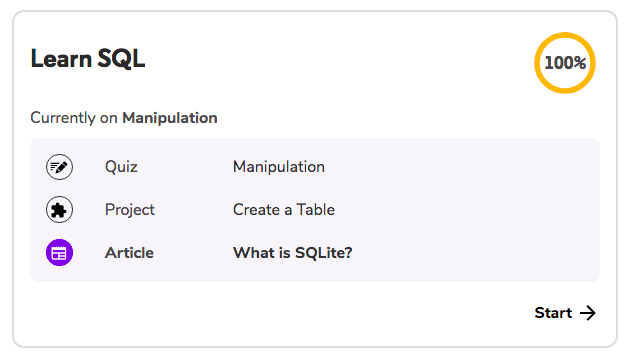 Learn SQL
100%
Currently on Manipulation
Quiz Manipulation
Project Create a Table
Article What is SQLite?
Start